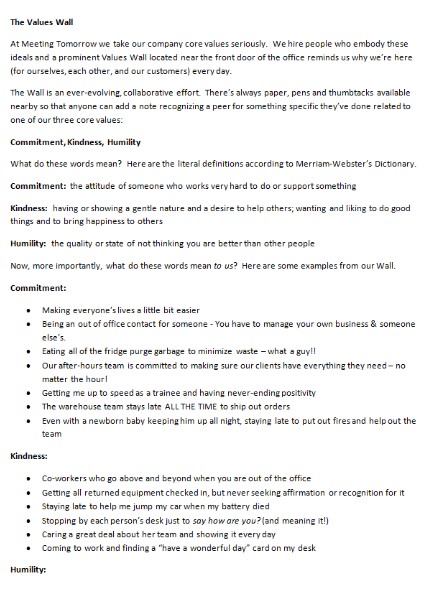 The Values Wall
At Meeting Tomorrow we take our company core values seriously. We hire people who embody these
ideals and a prominent Values Wall located near the front door of the office reminds us why we're here
(for ourselves, each other, and our customers) every day.
The Wall is an ever-evolving, collaborative effort. There's always paper, pens and thumbtacks available
nearby so that anyone can add a note recognizing a peer for something specific they've done related to
one of our three core values:
Commitment, Kindness, Humility
What do these words mean? Here are the literal definitions according to Merriam-Webster's Dictionary.
Commitment: the attitude of someone who works very hard to do or support something
Kindness: having or showing a gentle nature and a desire to help others; wanting and liking to do good
things and to bring happiness to others
Humility: the quality or state of not thinking you are better than other people
Now, more importantly, what do these words mean to us? Here are some examples from our Wall.
Commitment:
• Making everyone's lives a little bit easier
• Being an out of office contact for someone - You have to manage your own business & someone
else's.
• Eating all of the fridge purge garbage to minimize waste – what a guy!!
• Our after-hours team is committed to making sure our clients have everything they need – no
matter the hour!
• Getting me up to speed as a trainee and having never-ending positivity
• The warehouse team stays late ALL THE TIME to ship out orders
• Even with a newborn baby keeping him up all night, staying late to put out fires and help out the
team
Kindness:
• Co-workers who go above and beyond when you are out of the office
• Getting all returned equipment checked in, but never seeking affirmation or recognition for it
• Staying late to help me jump my car when my battery died
• Stopping by each person's desk just to say how are you? (and meaning it!)
• Caring a great deal about her team and showing it every day
• Coming to work and finding a "have a wonderful day" card on my desk
Humility: